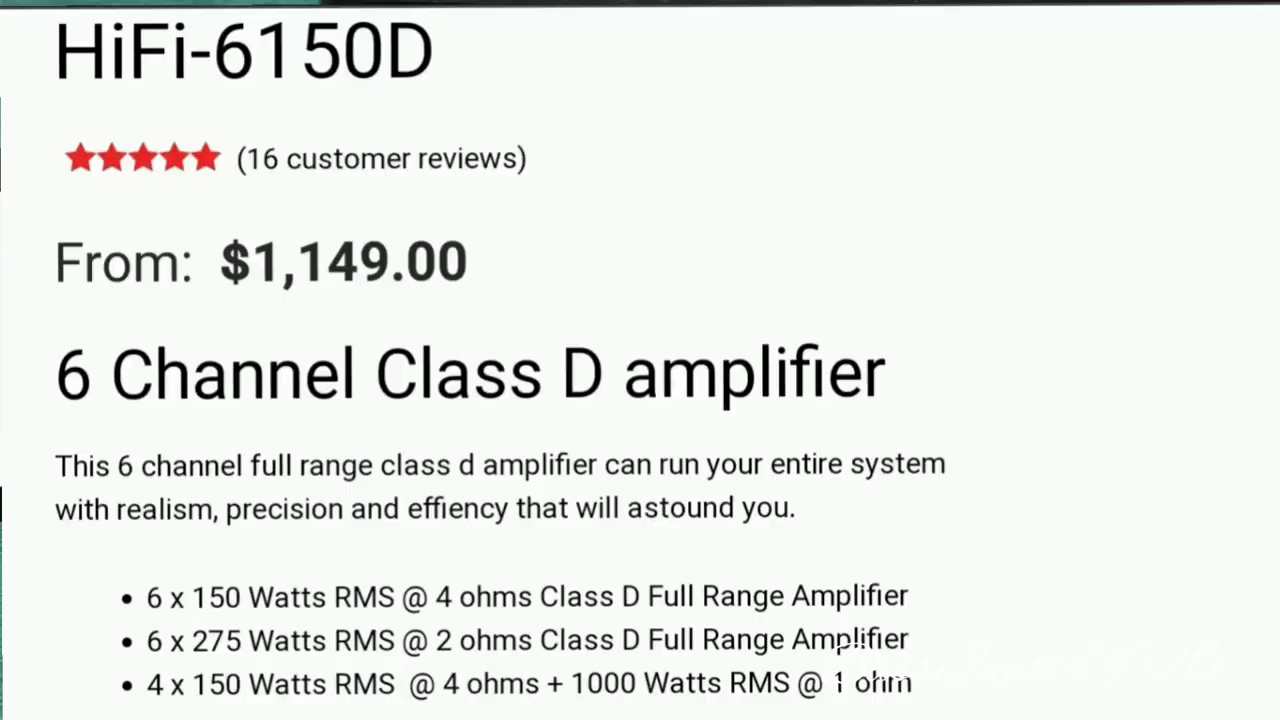 HiFi-6150D
(16 customer reviews)
From: $1,149.00
6 Channel Class D amplifier
This 6 channel full range class d amplifier can run your entire system
with realism, precision and effiency that will astound you.
• 6 x 150 Watts RMS @ 4 ohms Class D Full Range Amplifier
• 6 x 275 Watts RMS @ 2 ohms Class D Full Range Amplifier
• 4 x 150 Watts RMS @ 4 ohms + 1000 Watts RMS @ 1 ohm